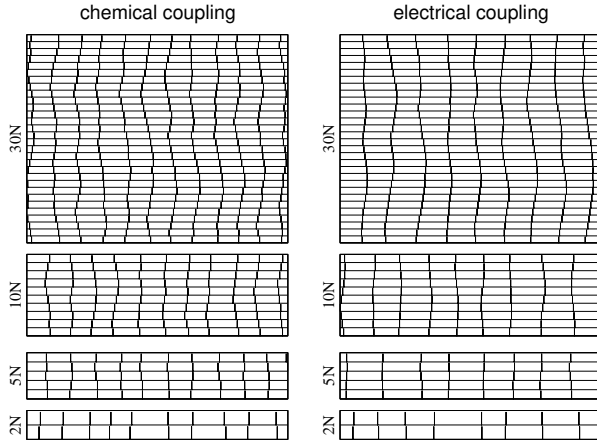 chemical coupling
electrical coupling
30N
30N
10N
10N
5N
5N
2N
2N